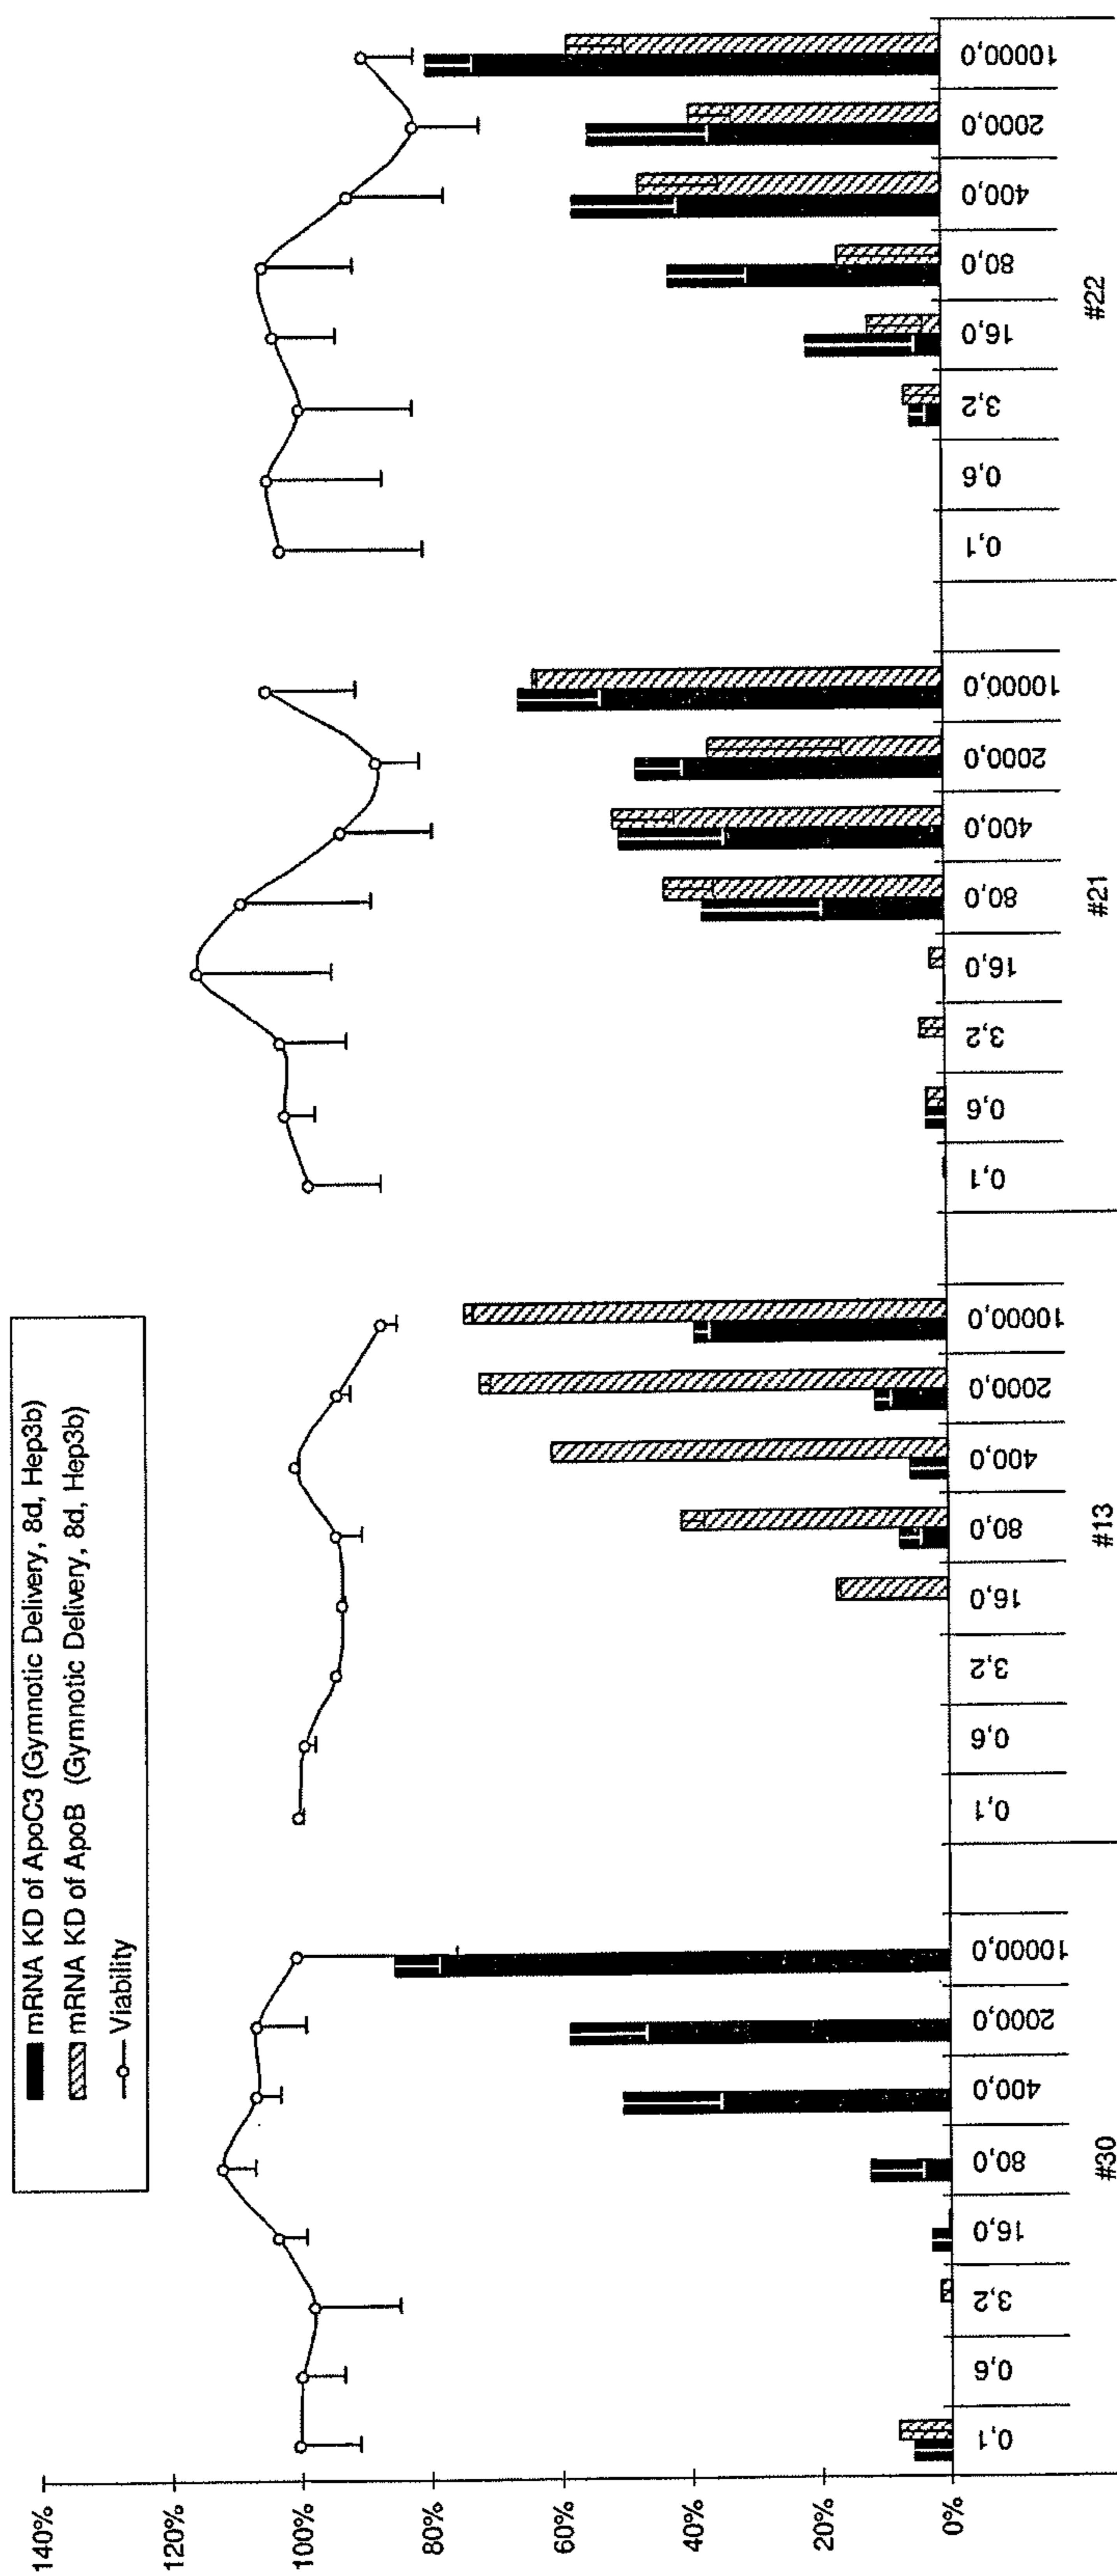 mRNA KD of ApoC3 (Gymnotic Delivery, 8d, Hep3b)
mRNA KD of ApoB (Gymnotic Delivery, 8d, Hep3b)
Viability
140%
120%
100%
80%
60%
40%
20%
0%
0,1 0,6 3,2 16,0 80,0 400,0 2000,0 10000,0
0,1 0,6 3,2 16,0 80,0 400,0 2000,0 10000,0
0,1 0,6 3,2 16,0 80,0 400,0 2000,0 10000,0
0,1 0,6 3,2 16,0 80,0 400,0 2000,0 10000,0
#30 #13 #21 #22